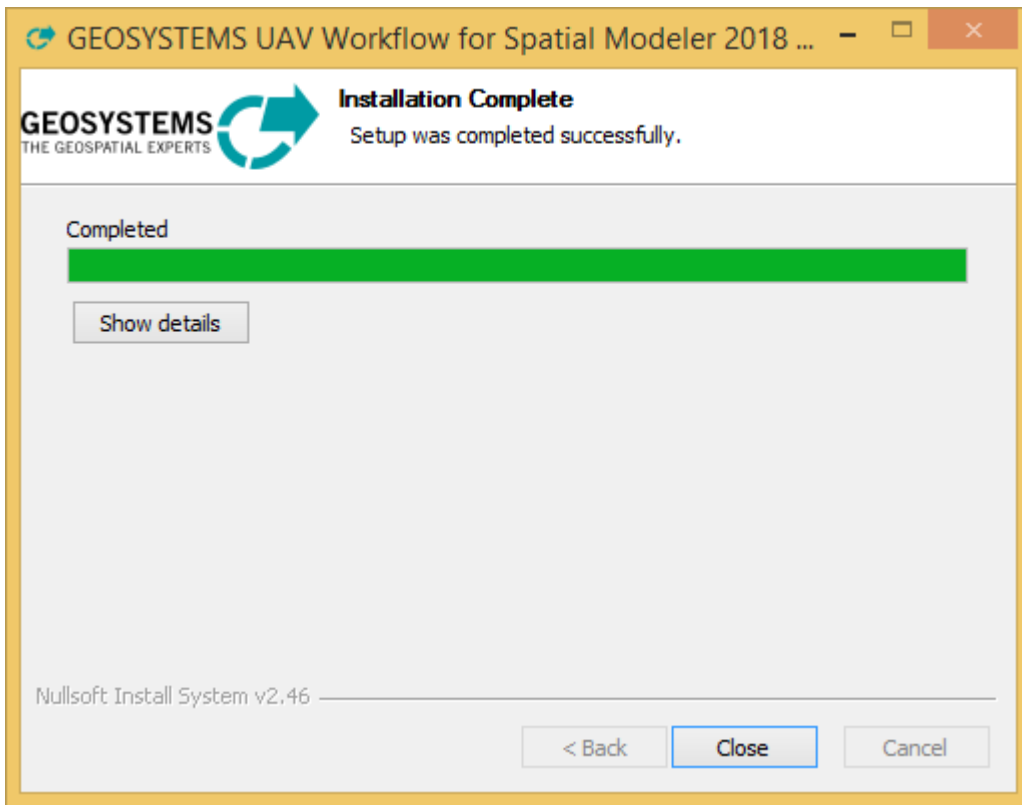 GEOSYSTEMS UAV Workflow for Spatial Modeler 2018 ...
GEOSYSTEMS
THE GEOSPATIAL EXPERTS
Installation Complete
Setup was completed successfully.
Completed
Show details
Nullsoft Install System v2.46
< Back
Close
Cancel